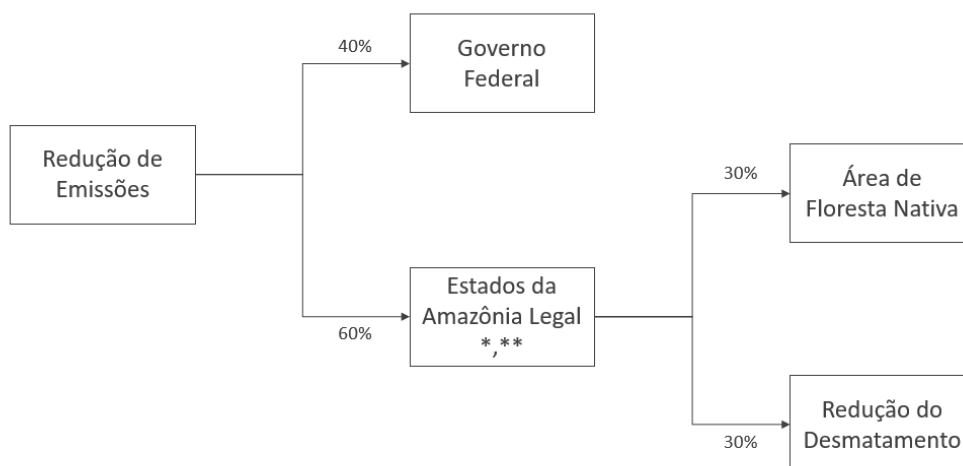 40%
Governo
Federal
Redução de
Emissões
30%
Área de
Floresta Nativa
60%
Estados da
Amazônia Legal
*,**
30%
Redução do
Desmatamento